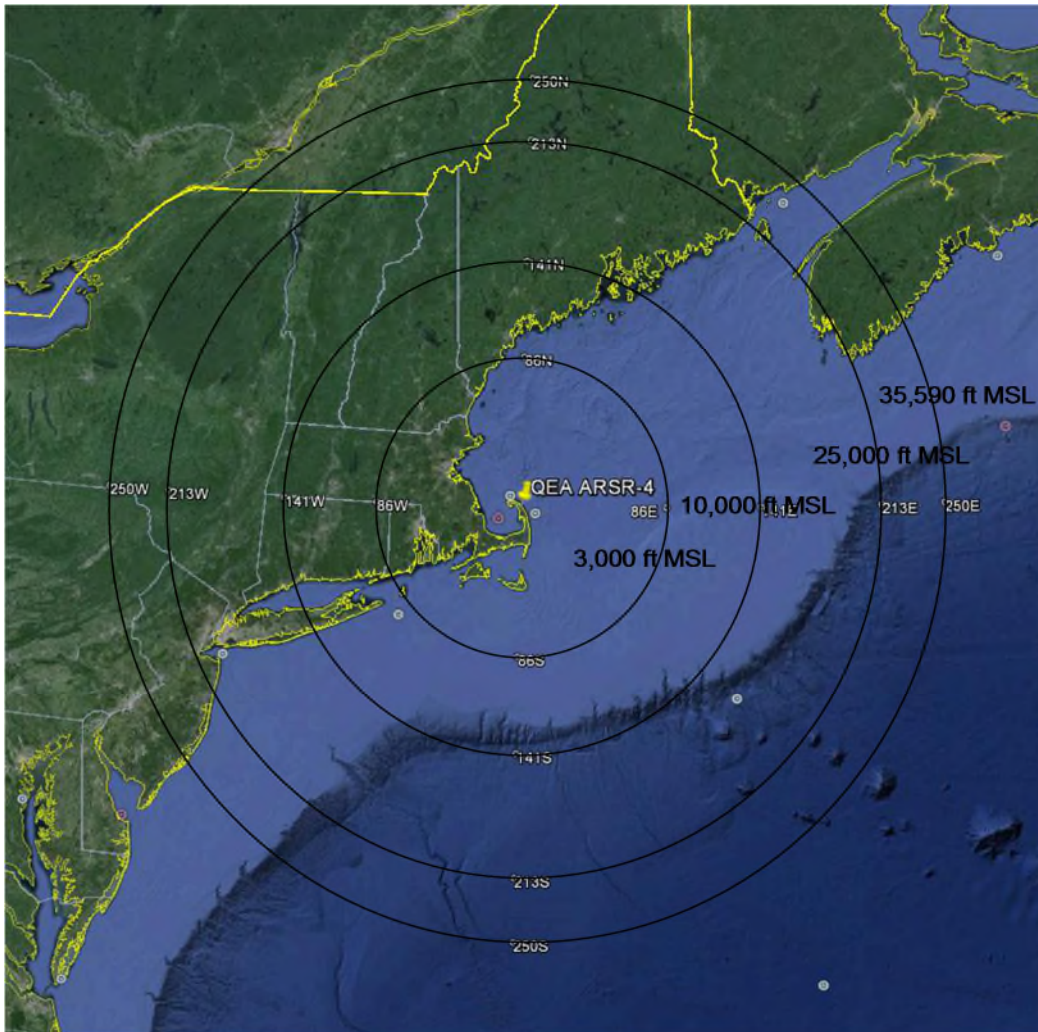 250N
213N
141N
86N
35,590 ft MSL
25,000 ft MSL
QEA ARSR-4
250W
213W
141W
86W
86E
10,000 ft MSL
141E
213E
250E
3,000 ft MSL
86S
141S
213S
250S